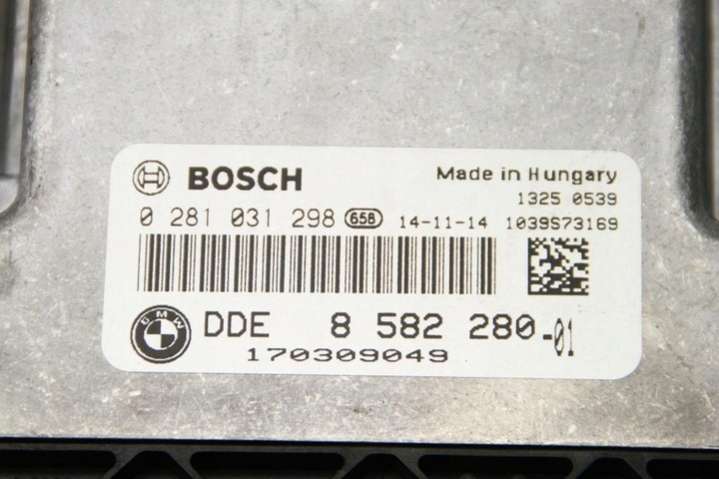 BOSCH Made in Hungary
1325 0539
0 281 031 298 658 14-11-14 1039S73169
BMW DDE 8 582 280-01
170309049